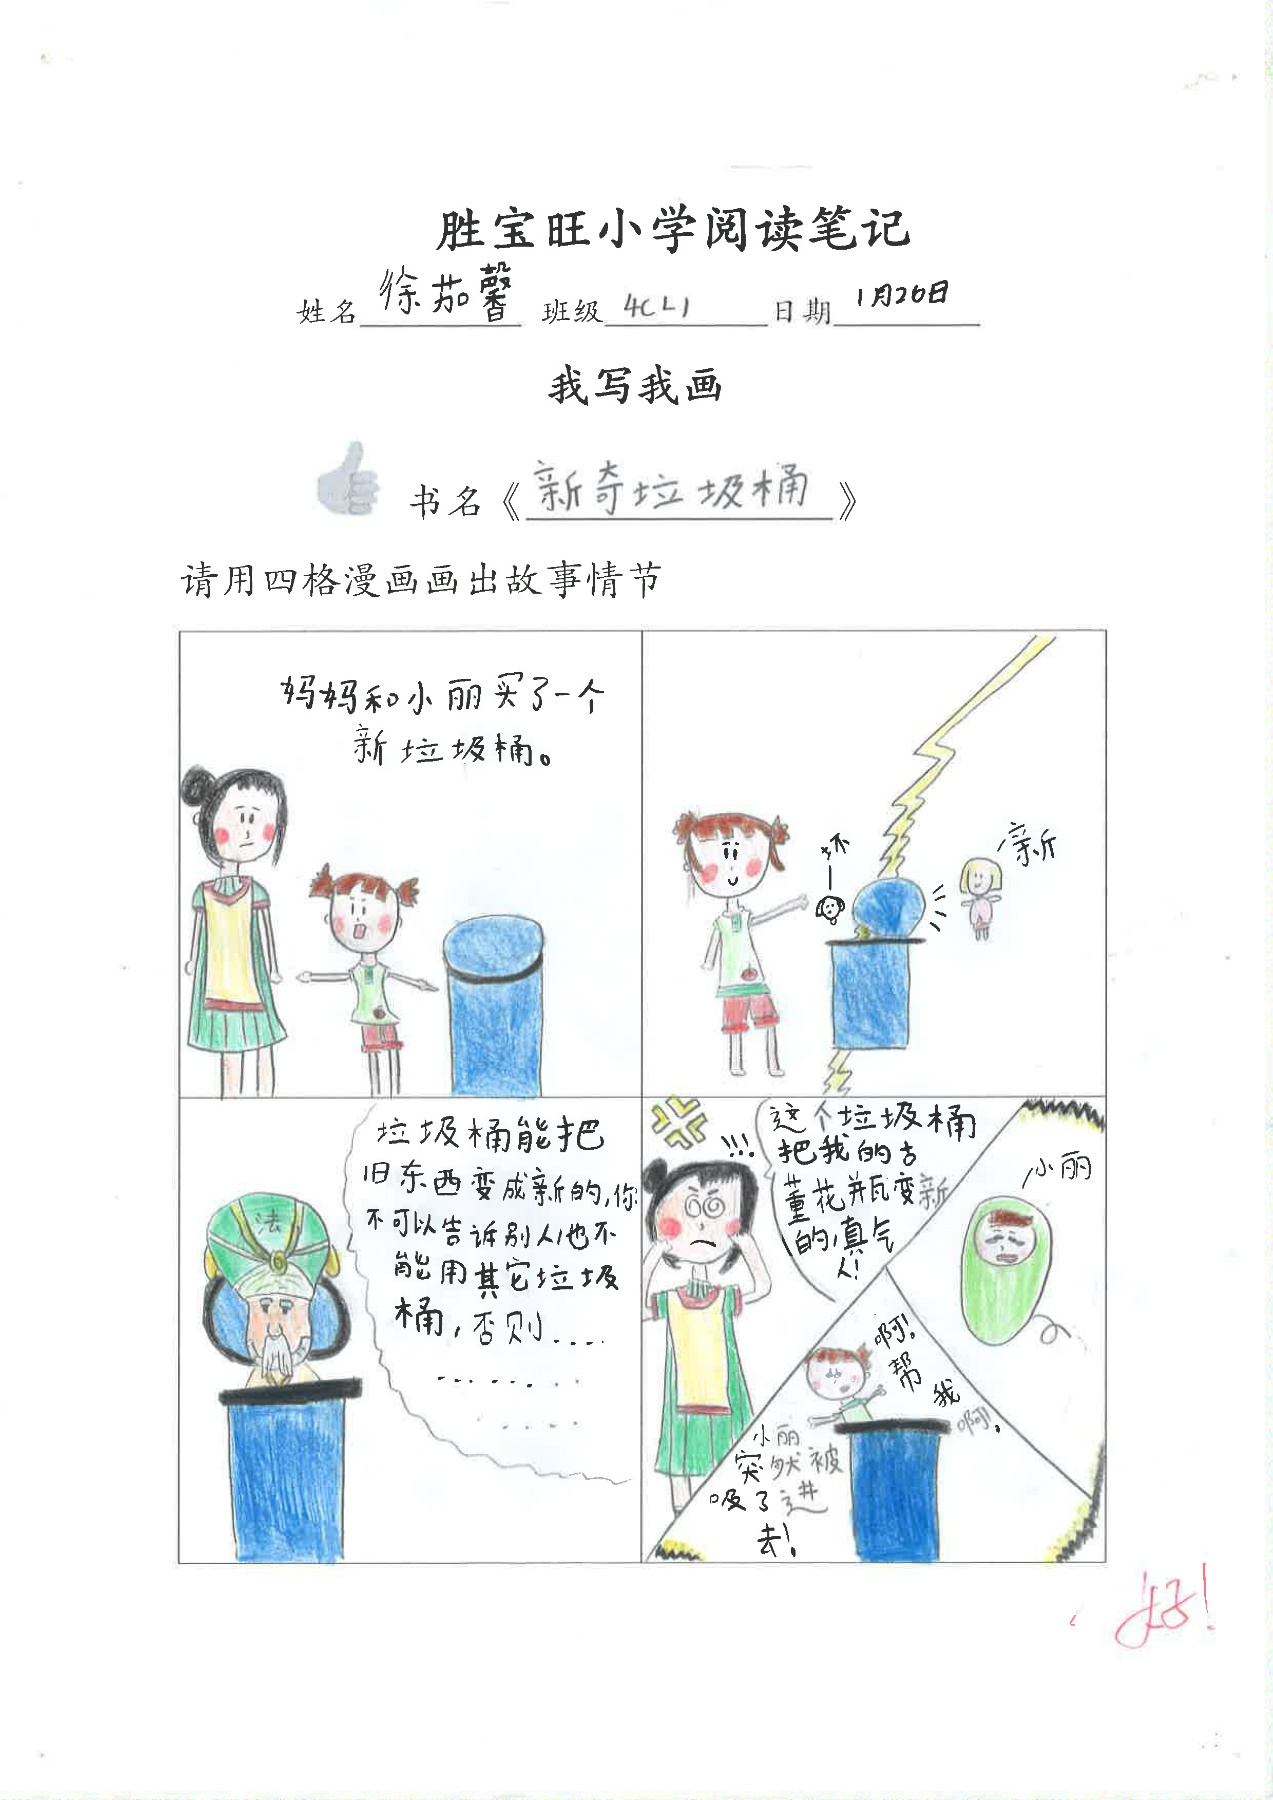 胜宝旺小学阅读笔记
姓名 徐茄馨 班级 4CL1 日期 1月26日
我写我画
书名《新奇垃圾桶》
请用四格漫画画出故事情节
妈妈和小丽买了一个
新垃圾桶。
坏
新
垃圾桶能把
旧东西变成新的,你
不可以告诉别人也不
能用其它垃圾
桶,否则....
........
....
法
!!!
这个垃圾桶
把我的古
董花瓶变新
的,真气
人!
小丽
啊!
帮
我
啊!
小丽
突然被
吸了进
去!
好!